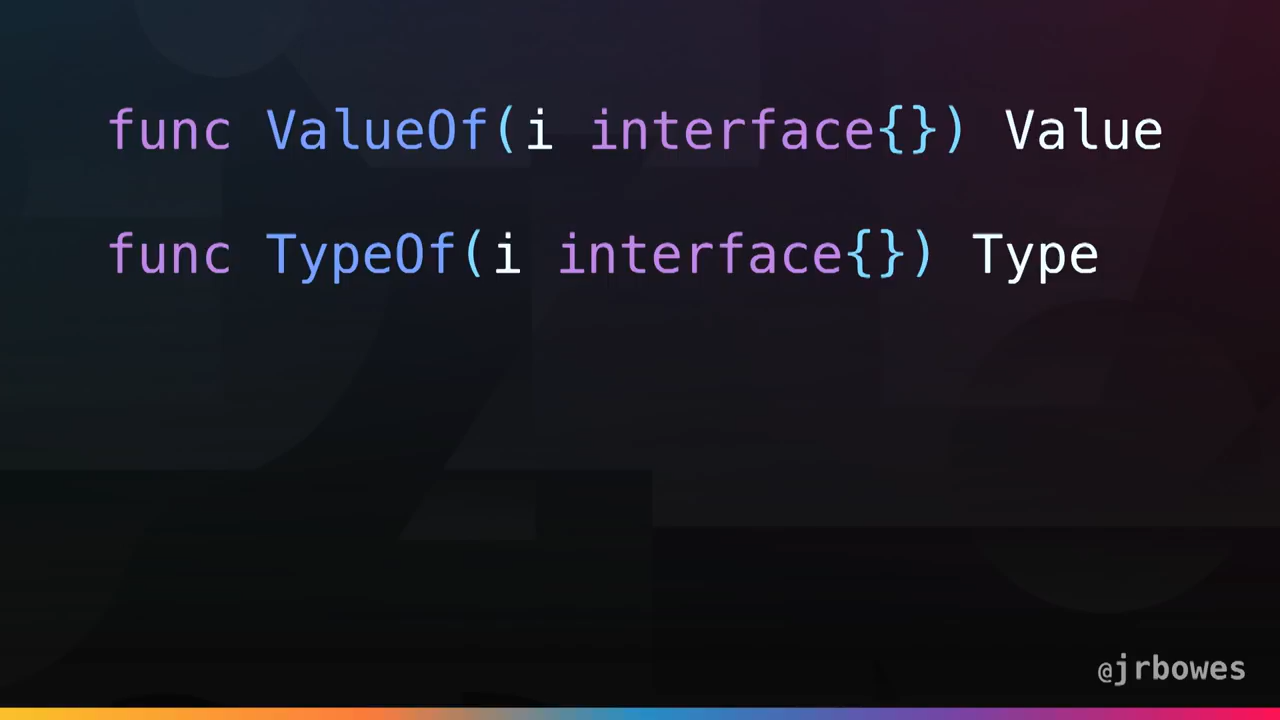 func ValueOf(i interface{}) Value
func TypeOf(i interface{}) Type
@jrbowes